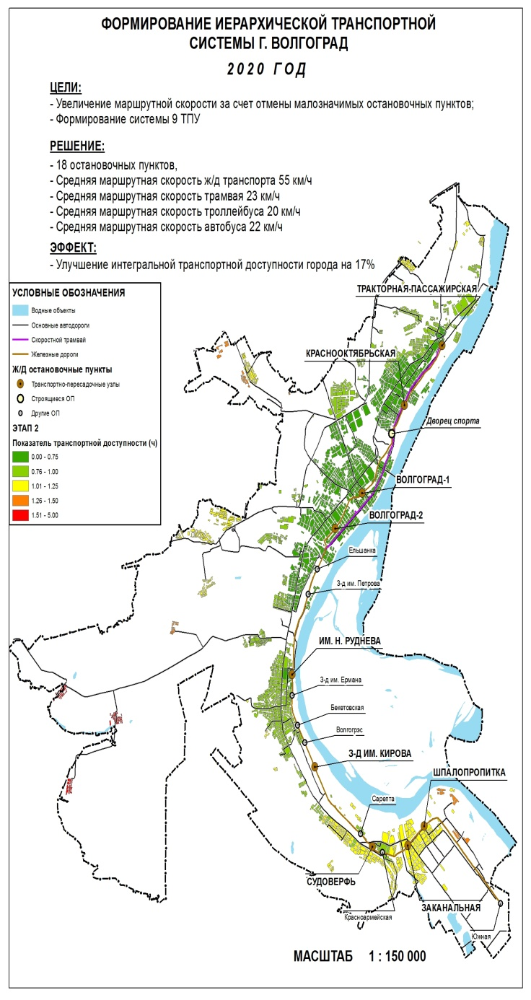 ФОРМИРОВАНИЕ ИЕРАРХИЧЕСКОЙ ТРАНСПОРТНОЙ
СИСТЕМЫ Г. ВОЛГОГРАД
2020 ГОД
ЦЕЛИ:
- Увеличение маршрутной скорости за счет отмены малозначимых остановочных пунктов;
- Формирование системы 9 ТПУ
РЕШЕНИЕ:
- 18 остановочных пунктов,
- Средняя маршрутная скорость ж/д транспорта 55 км/ч
- Средняя маршрутная скорость трамвая 23 км/ч
- Средняя маршрутная скорость троллейбуса 20 км/ч
- Средняя маршрутная скорость автобуса 22 км/ч
ЭФФЕКТ:
- Улучшение интегральной транспортной доступности города на 17%
УСЛОВНЫЕ ОБОЗНАЧЕНИЯ
Водные объекты
Основные автодороги
Скоростной трамвай
Железные дороги
Ж/Д остановочные пункты
Транспортно-пересадочные узлы
Строящиеся ОП
Другие ОП
ЭТАП 2
Показатель транспортной доступности (ч)
0.00 - 0.75
0.76 - 1.00
1.01 - 1.25
1.26 - 1.50
1.51 - 5.00
ТРАКТОРНАЯ-ПАССАЖИРСКАЯ
КРАСНООКТЯБРЬСКАЯ
Дворец спорта
ВОЛГОГРАД-1
ВОЛГОГРАД-2
Ельшанка
З-д им. Петрова
ИМ. Н. РУДНЕВА
З-д им. Ермана
Бекетовская
Волгогрэс
З-Д ИМ. КИРОВА
ШПАЛОПРОПИТКА
Сарепта
СУДОВЕРФЬ
ЗАКАНАЛЬНАЯ
Красноармейская
Южная
МАСШТАБ 1 : 150 000